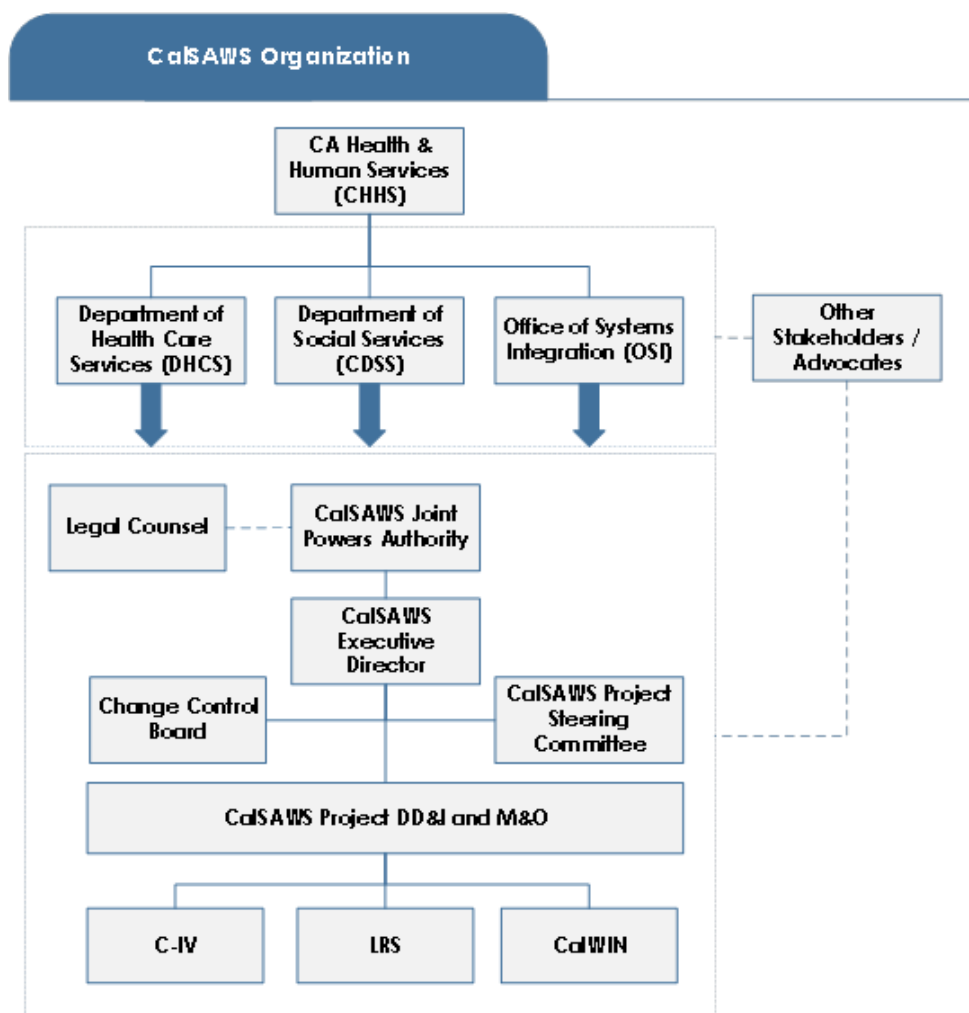 CalSAWS Organization
CA Health &
Human Services
(CHHS)
Department of
Health Care
Services (DHCS)
Department of
Social Services
(CDSS)
Office of Systems
Integration (OSI)
Other
Stakeholders /
Advocates
Legal Counsel
CalSAWS Joint
Powers Authority
CalSAWS
Executive
Director
Change Control
Board
CalSAWS Project
Steering
Committee
CalSAWS Project DD&I and M&O
C-IV
LRS
CalWIN